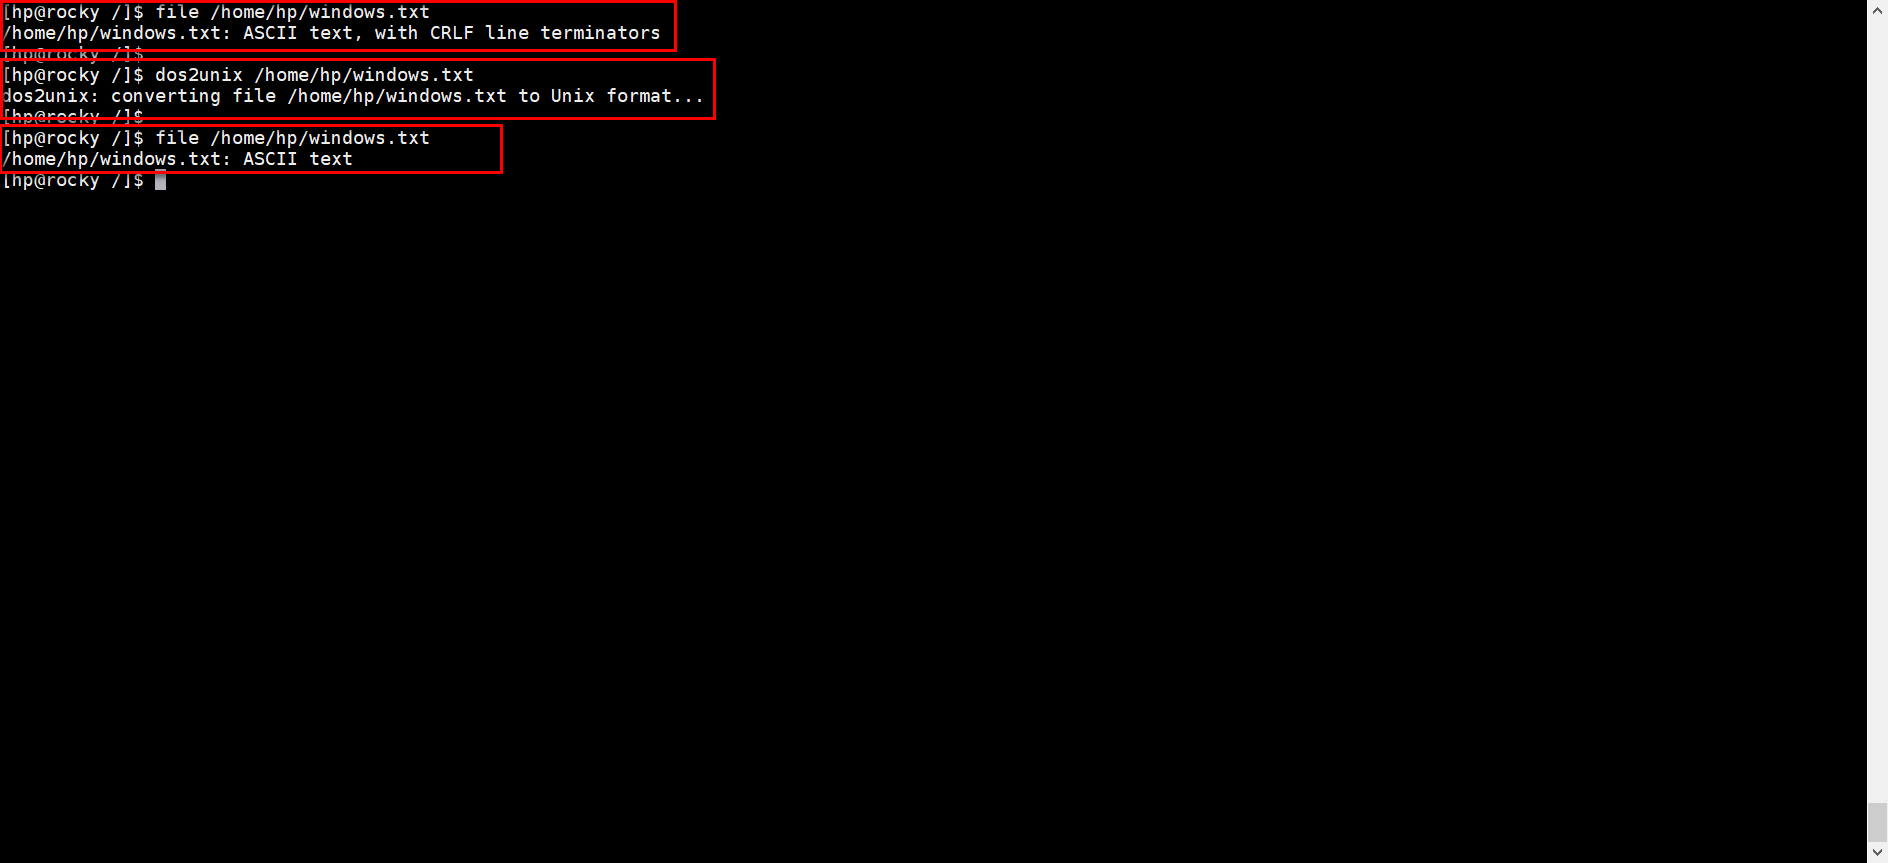 [hp@rocky /]$ file /home/hp/windows.txt
/home/hp/windows.txt: ASCII text, with CRLF line terminators
[hp@rocky /]$
[hp@rocky /]$ dos2unix /home/hp/windows.txt
dos2unix: converting file /home/hp/windows.txt to Unix format...
[hp@rocky /]$
[hp@rocky /]$ file /home/hp/windows.txt
/home/hp/windows.txt: ASCII text
[hp@rocky /]$